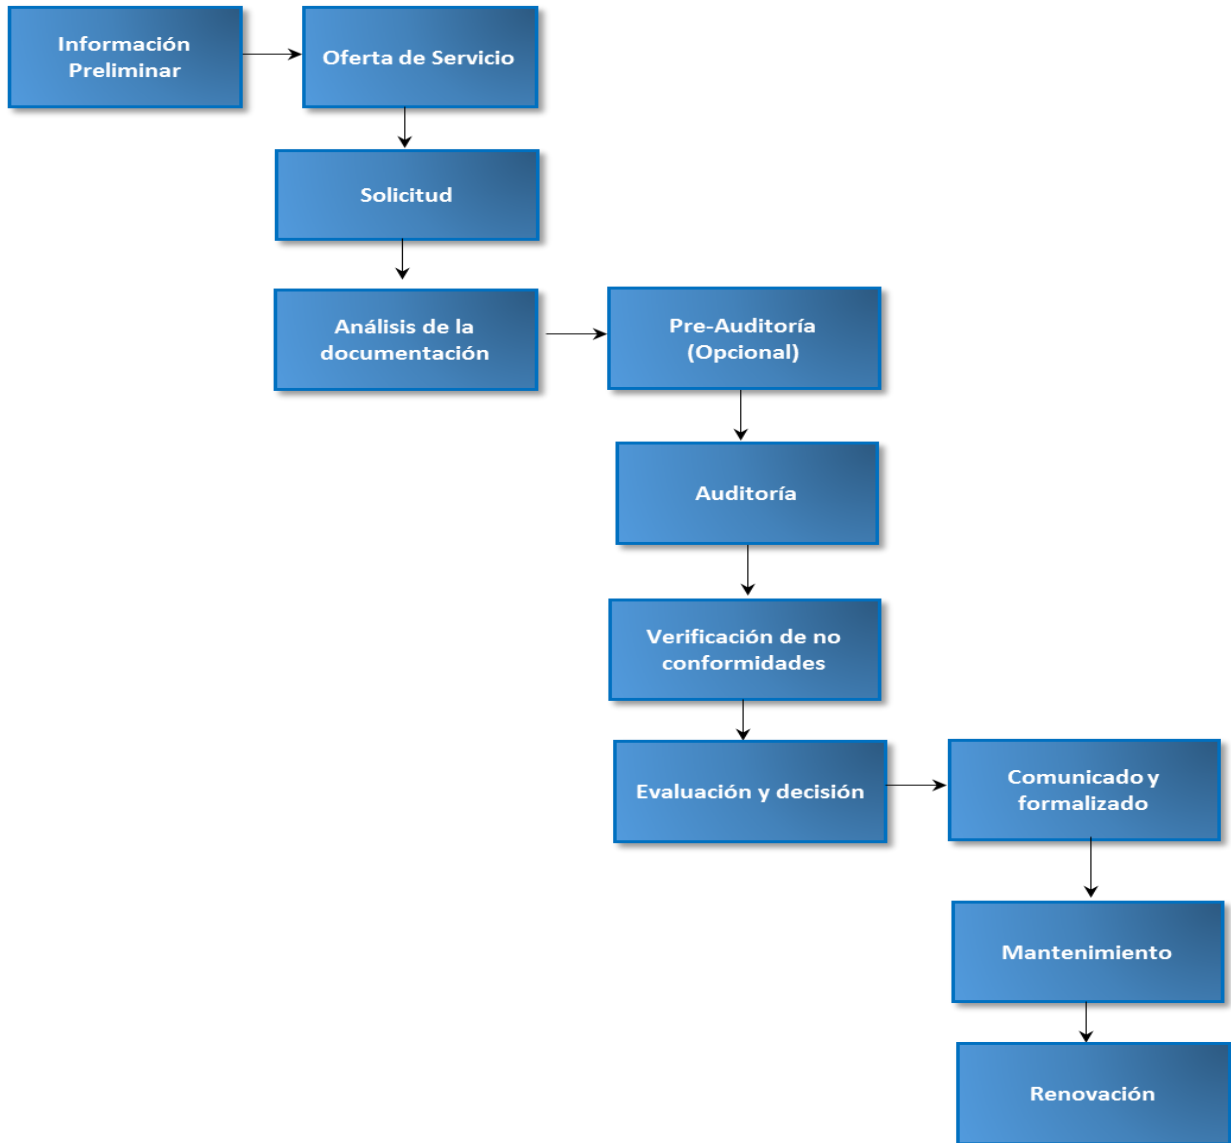 Información
Preliminar
Oferta de Servicio
Solicitud
Análisis de la
documentación
Pre-Auditoría
(Opcional)
Auditoría
Verificación de no
conformidades
Evaluación y decisión
Comunicado y
formalizado
Mantenimiento
Renovación